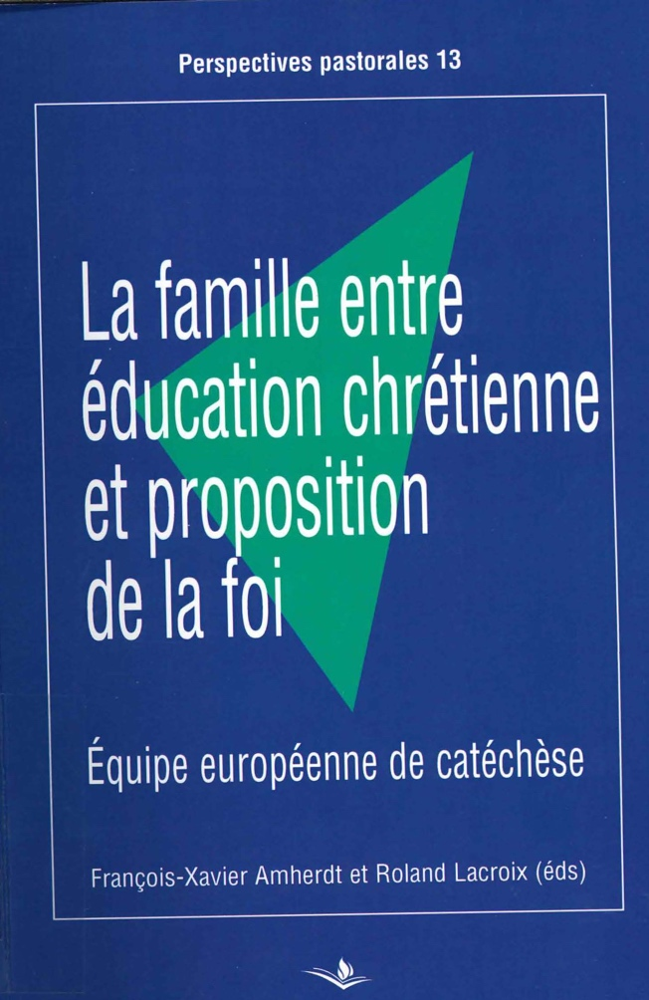 Perspectives pastorales 13
La famille entre
éducation chrétienne
et proposition
de la foi
Équipe européenne de catéchèse
François-Xavier Amherdt et Roland Lacroix (éds)